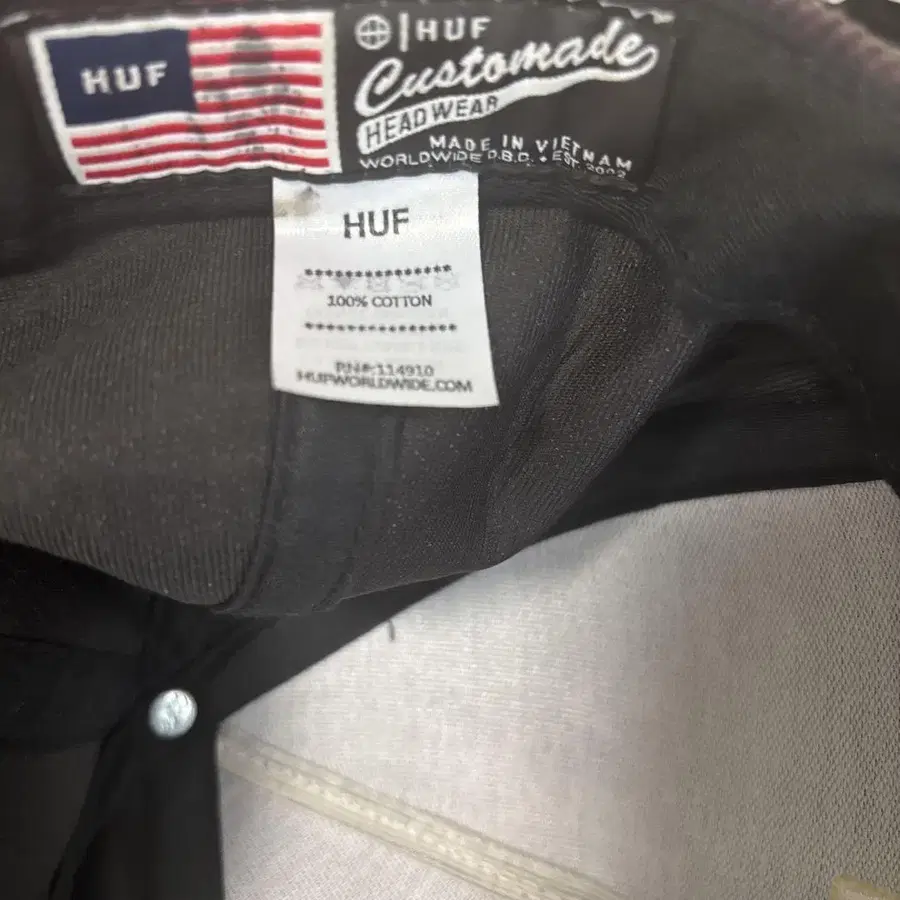 HUF
HUF
Customade
HEADWEAR
MADE IN VIETNAM
WORLDWIDE D.B.C. • EST. 2002
HUF
100% COTTON
RN#:114910
HUFWORLDWIDE.COM